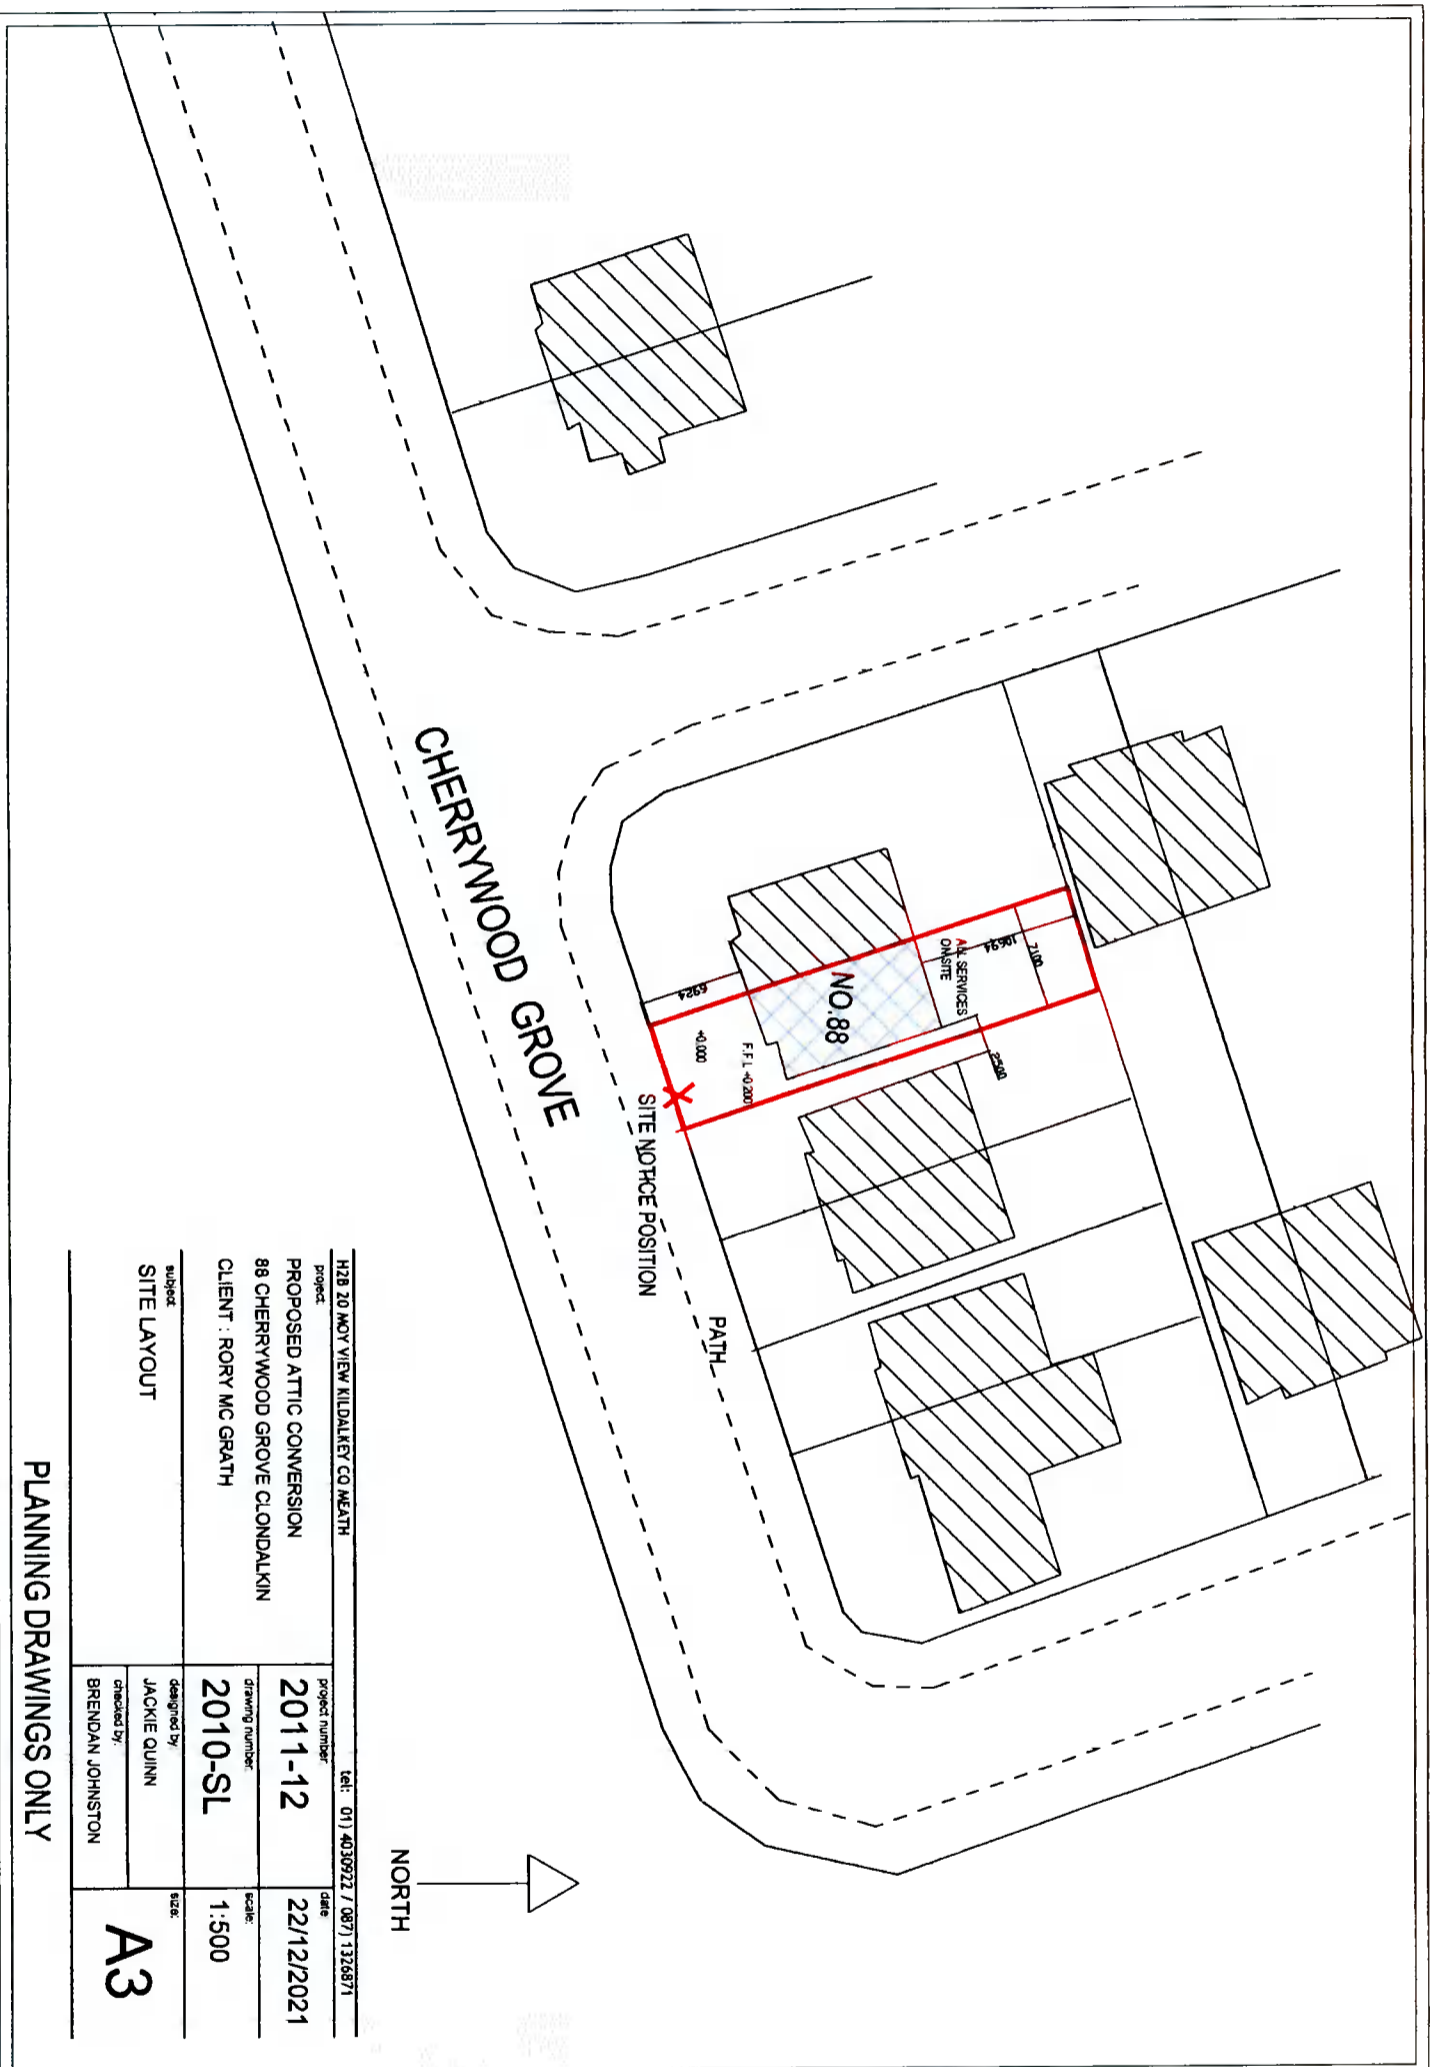 CHERRYWOOD GROVE
NO.88
ALL SERVICES
ON SITE
10694
7100
6924
2500
+0.000
F.F.L +0.200
SITE NOTICE POSITION
PATH
NORTH
H2B 20 MOY VIEW KILDALKEY CO MEATH
tel: 01) 4030922 / 087) 1326871
project:
PROPOSED ATTIC CONVERSION
88 CHERRYWOOD GROVE CLONDALKIN
CLIENT : RORY MC GRATH
project number:
2011-12
date:
22/12/2021
drawing number:
2010-SL
scale:
1:500
subject
SITE LAYOUT
designed by
JACKIE QUINN
checked by:
BRENDAN JOHNSTON
size:
A3
PLANNING DRAWINGS ONLY